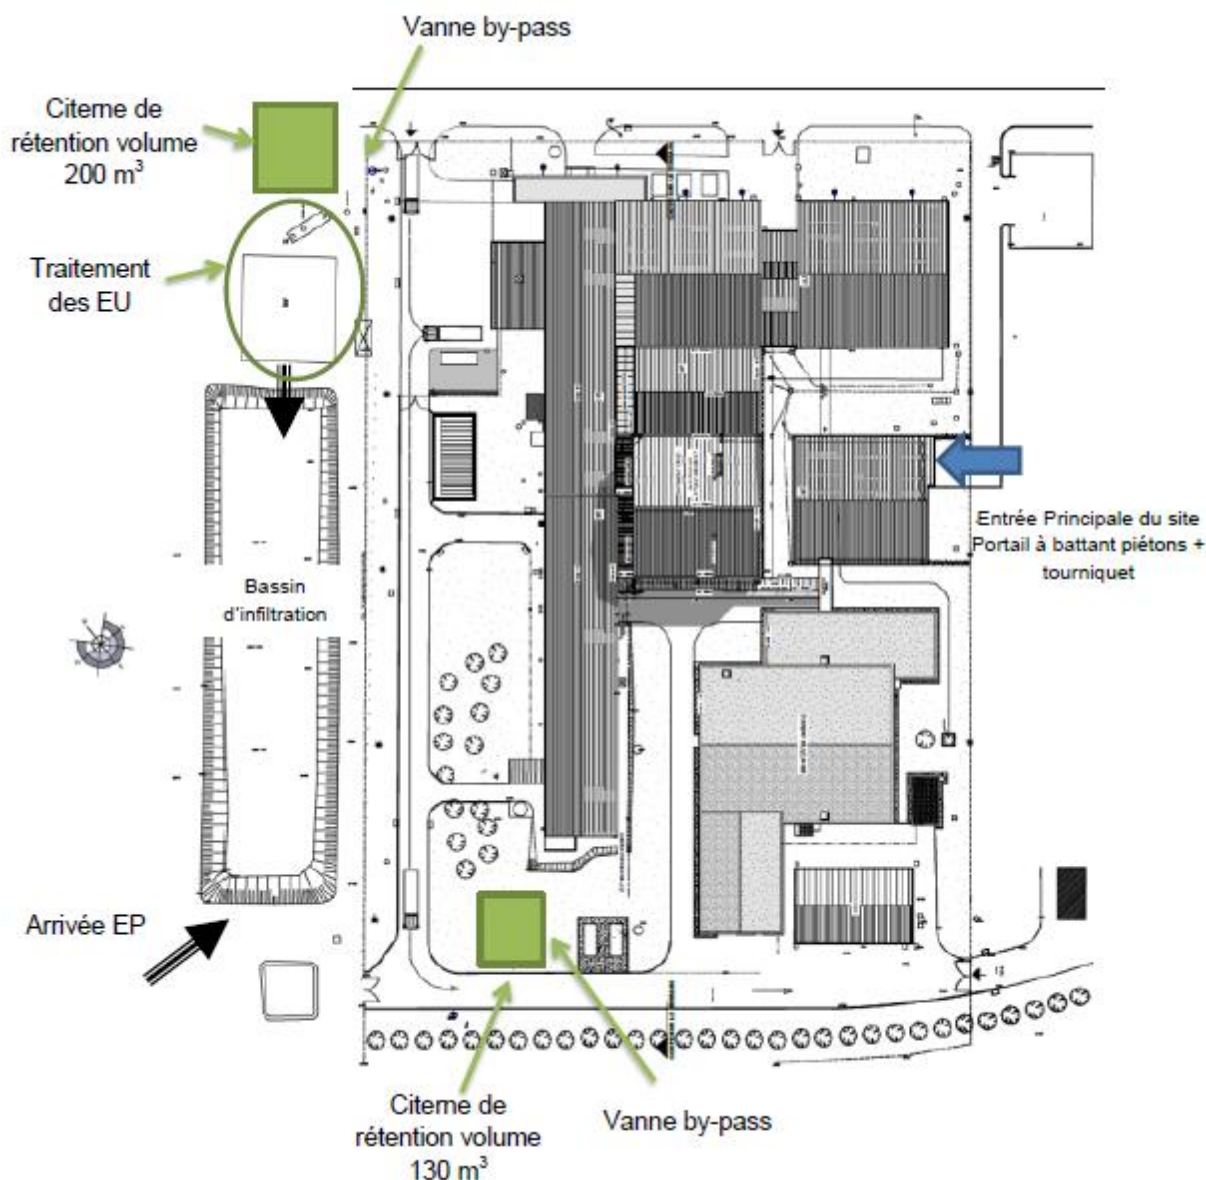 Vanne by-pass
Citerne de
rétention volume
200 m³
Traitement
des EU
Entrée Principale du site
Portail à battant piétons +
tourniquet
Bassin
d'infiltration
Arrivée EP
Citerne de
rétention volume
130 m³
Vanne by-pass